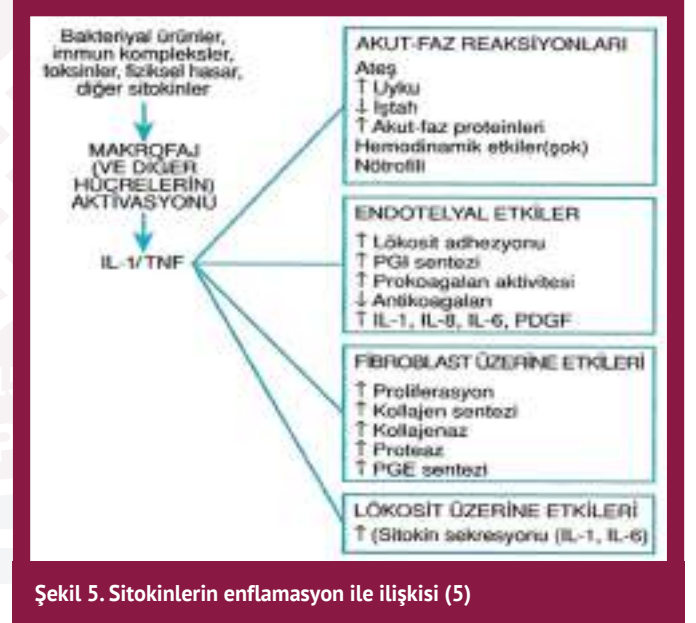 Bakteriyal ürünler,
immun kompleksler,
toksinler, fiziksel hasar,
diğer sitokinler
MAKROFAJ
(VE DİĞER
HÜCRELERİN)
AKTİVASYONU
IL-1/TNF
AKUT-FAZ REAKSİYONLARI
Ateş
↑ Uyku
↓ İştah
↑ Akut-faz proteinleri
Hemodinamik etkiler(şok)
Nötrofili
ENDOTELYAL ETKİLER
↑ Lökosit adhezyonu
↑ PGI sentezi
↑ Prokoagalan aktivitesi
↓ Antikoagalan
↑ IL-1, IL-8, IL-6, PDGF
FİBROBLAST ÜZERİNE ETKİLERİ
↑ Proliferasyon
↑ Kollajen sentezi
↑ Kollajenaz
↑ Proteaz
↑ PGE sentezi
LÖKOSİT ÜZERİNE ETKİLERİ
↑ (Sitokin sekresyonu (IL-1, IL-6)
Şekil 5. Sitokinlerin enflamasyon ile ilişkisi (5)